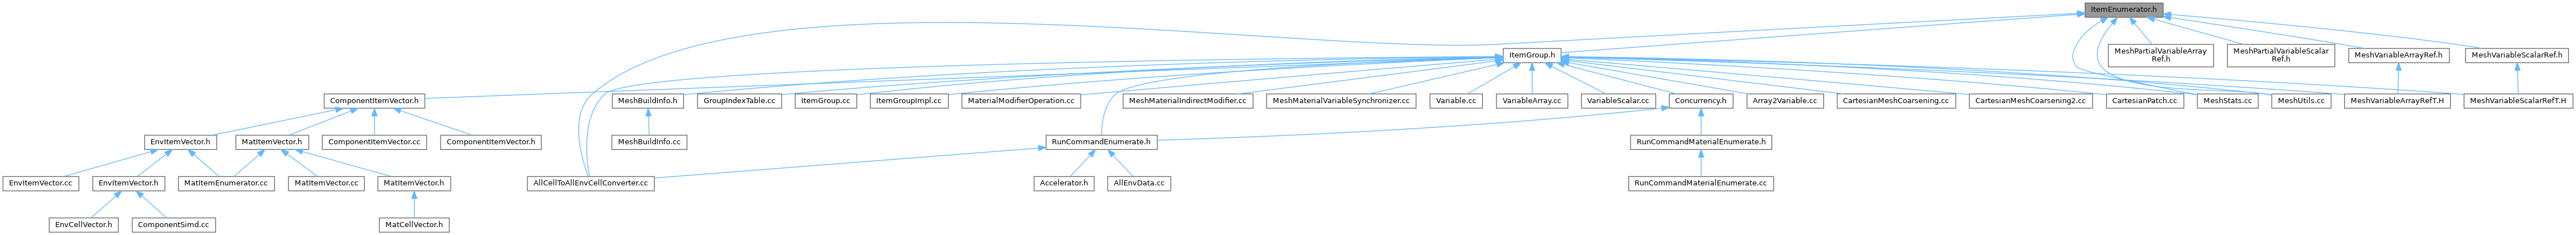 ItemEnumerator.h
ItemGroup.h
MeshPartialVariableArray
Ref.h
MeshPartialVariableScalar
Ref.h
MeshVariableArrayRef.h
MeshVariableScalarRef.h
ComponentItemVector.h
MeshBuildInfo.h
GroupIndexTable.cc
ItemGroup.cc
ItemGroupImpl.cc
MaterialModifierOperation.cc
MeshMaterialIndirectModifier.cc
MeshMaterialVariableSynchronizer.cc
Variable.cc
VariableArray.cc
VariableScalar.cc
Concurrency.h
Array2Variable.cc
CartesianMeshCoarsening.cc
CartesianMeshCoarsening2.cc
CartesianPatch.cc
MeshStats.cc
MeshUtils.cc
MeshVariableArrayRefT.H
MeshVariableScalarRefT.H
EnvItemVector.h
MatItemVector.h
ComponentItemVector.cc
ComponentItemVector.h
MeshBuildInfo.cc
RunCommandEnumerate.h
RunCommandMaterialEnumerate.h
EnvItemVector.cc
EnvItemVector.h
MatItemEnumerator.cc
MatItemVector.cc
MatItemVector.h
AllCellToAllEnvCellConverter.cc
Accelerator.h
AllEnvData.cc
RunCommandMaterialEnumerate.cc
EnvCellVector.h
ComponentSimd.cc
MatCellVector.h